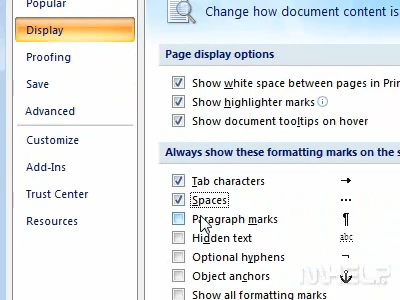 Popular
Display
Proofing
Save
Advanced
Customize
Add-Ins
Trust Center
Resources
Change how document content is
Page display options
Show white space between pages in Prin
Show highlighter marks
Show document tooltips on hover
Always show these formatting marks on the s
Tab characters →
Spaces ···
Paragraph marks ¶
Hidden text abc
Optional hyphens ¬
Object anchors
Show all formatting marks
MHELP